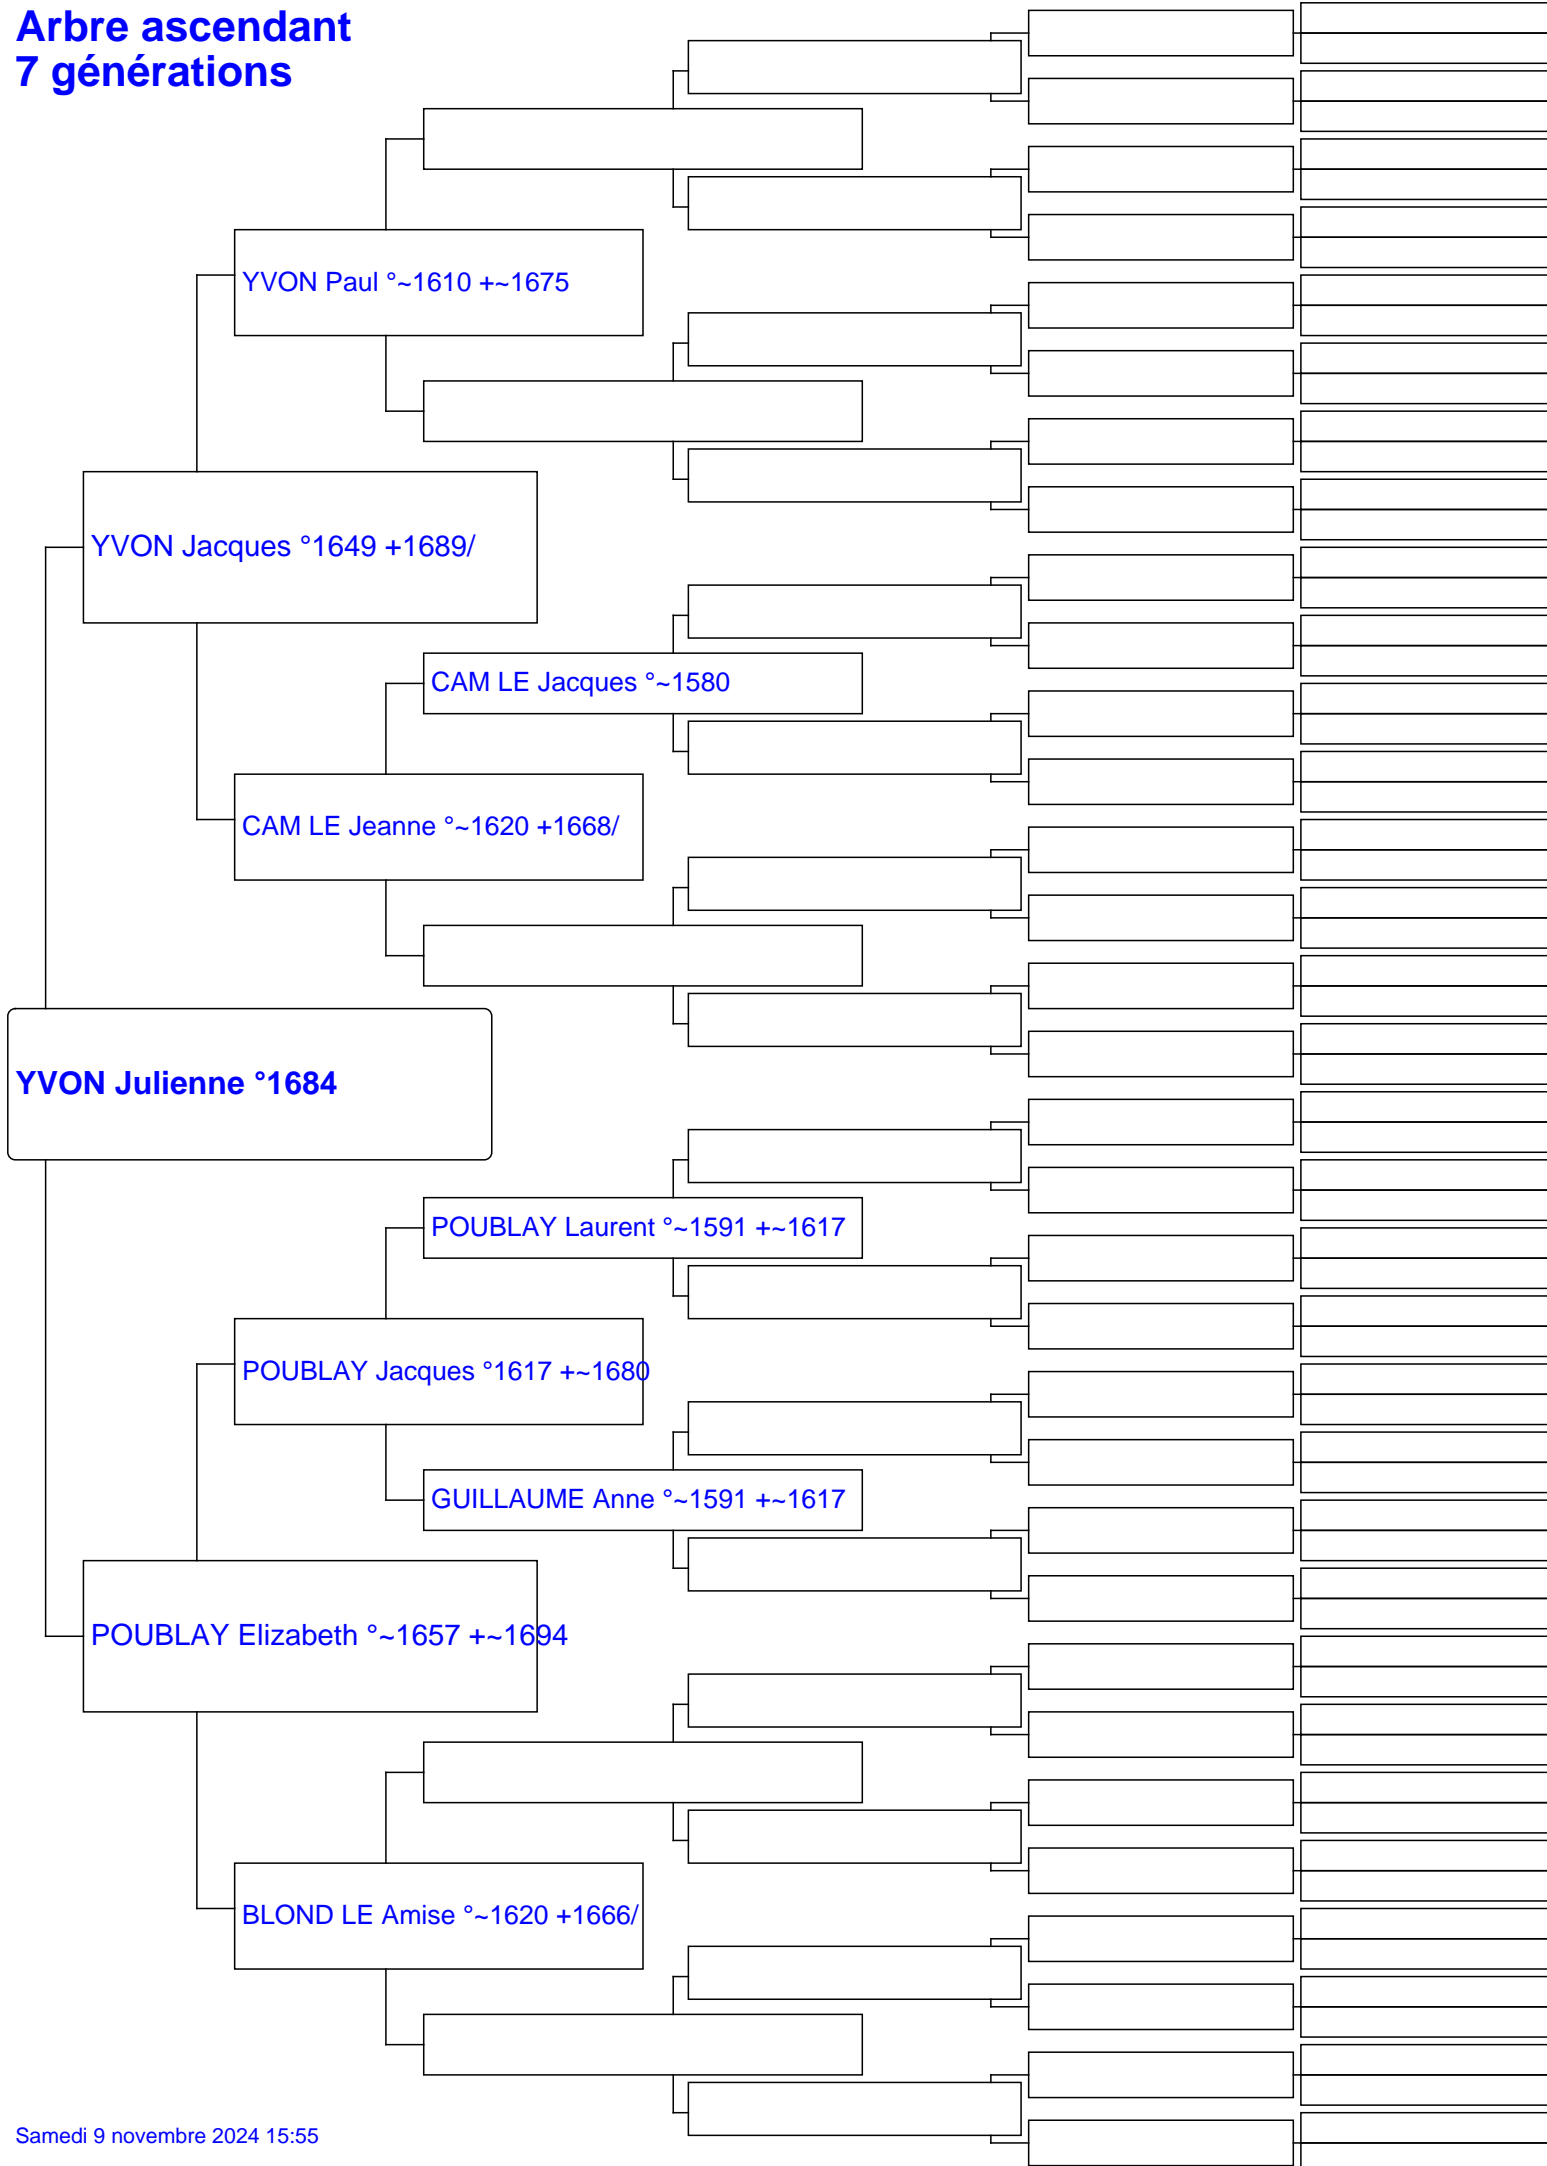 Arbre ascendant
7 générations
YVON Paul °~1610 +~1675
YVON Jacques °1649 +1689/
CAM LE Jacques °~1580
CAM LE Jeanne °~1620 +1668/
YVON Julienne °1684
POUBLAY Laurent °~1591 +~1617
POUBLAY Jacques °1617 +~1680
GUILLAUME Anne °~1591 +~1617
POUBLAY Elizabeth °~1657 +~1694
BLOND LE Amise °~1620 +1666/
Samedi 9 novembre 2024 15:55